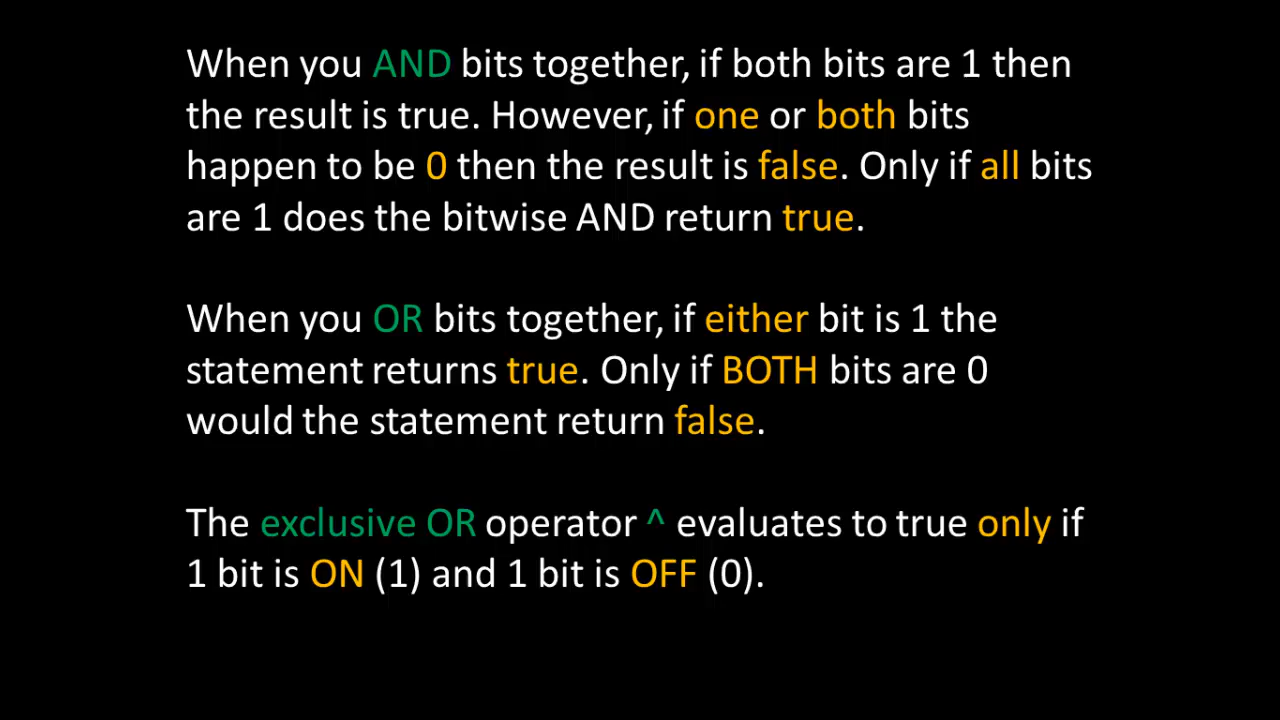 When you AND bits together, if both bits are 1 then
the result is true. However, if one or both bits
happen to be 0 then the result is false. Only if all bits
are 1 does the bitwise AND return true.
When you OR bits together, if either bit is 1 the
statement returns true. Only if BOTH bits are 0
would the statement return false.
The exclusive OR operator ^ evaluates to true only if
1 bit is ON (1) and 1 bit is OFF (0).